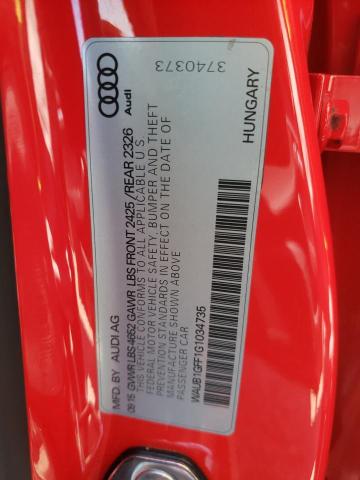 Audi
3740373
MFD. BY AUDI AG
09 15 GVWR LBS 4652 GAWR LBS FRONT 2425 /REAR 2326
THIS VEHICLE CONFORMS TO ALL APPLICABLE U.S.
FEDERAL MOTOR VEHICLE SAFETY, BUMPER AND THEFT
PREVENTION STANDARDS IN EFFECT ON THE DATE OF
MANUFACTURE SHOWN ABOVE
PASSENGER CAR
WAUB1GFF1G1034735
HUNGARY